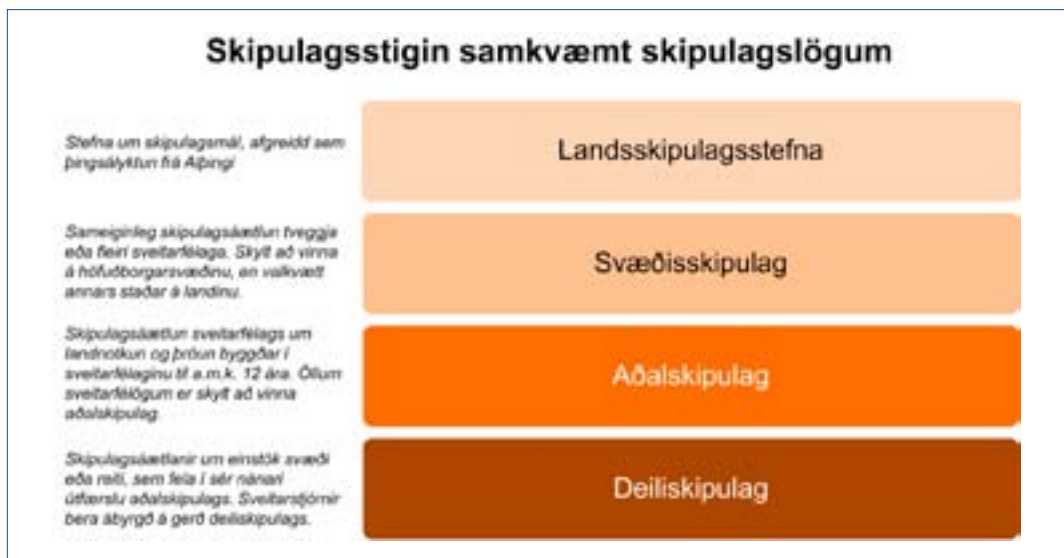 Skipulagsstigin samkvæmt skipulagslögum
Stefna um skipulagsmál, afgreidd sem
þingsályktun frá Alþingi
Landsskipulagsstefna
Sameiginleg skipulagsáætlun tveggja
eða fleiri sveitarfélaga. Skylt að vinna
á höfuðborgarsvæðinu, en valkvætt
annars staðar á landinu.
Svæðisskipulag
Skipulagsáætlun sveitarfélags um
landnotkun og þróun byggðar í
sveitarfélaginu til a.m.k. 12 ára. Öllum
sveitarfélögum er skylt að vinna
aðalskipulag.
Aðalskipulag
Skipulagsáætlanir um einstök svæði
eða reiti, sem fela í sér nánari
útfærslu aðalskipulags. Sveitarstjórnir
bera ábyrgð á gerð deiliskipulags.
Deiliskipulag